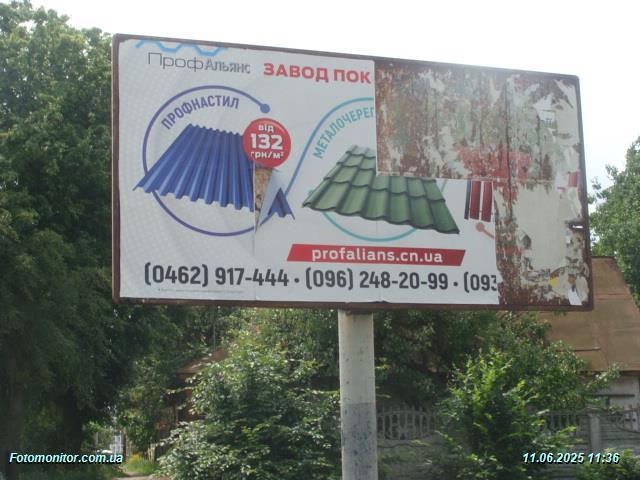 ПрофАльянс
ЗАВОД ПОК
ПРОФНАСТИЛ
від
132
грн/м²
МЕТАЛОЧЕРЕП
profalians.cn.ua
(0462) 917-444 • (096) 248-20-99 • (093
Fotomonitor.com.ua
11.06.2025 11:36